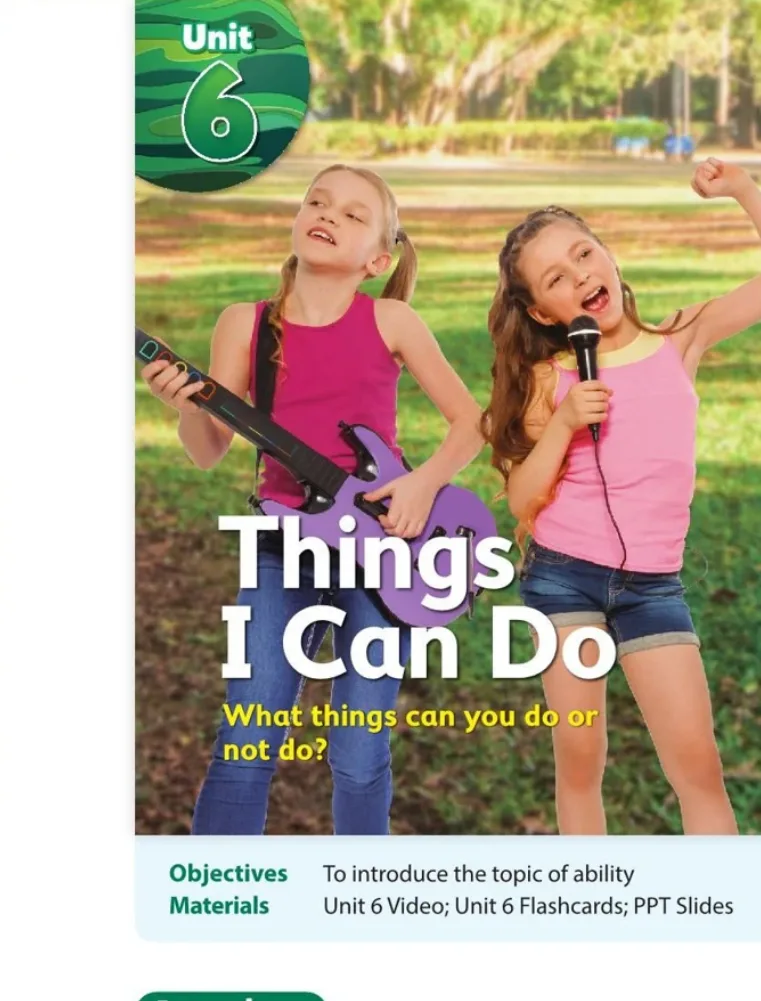 Unit
6
Things
I Can Do
What things can you do or
not do?
Objectives To introduce the topic of ability
Materials Unit 6 Video; Unit 6 Flashcards; PPT Slides